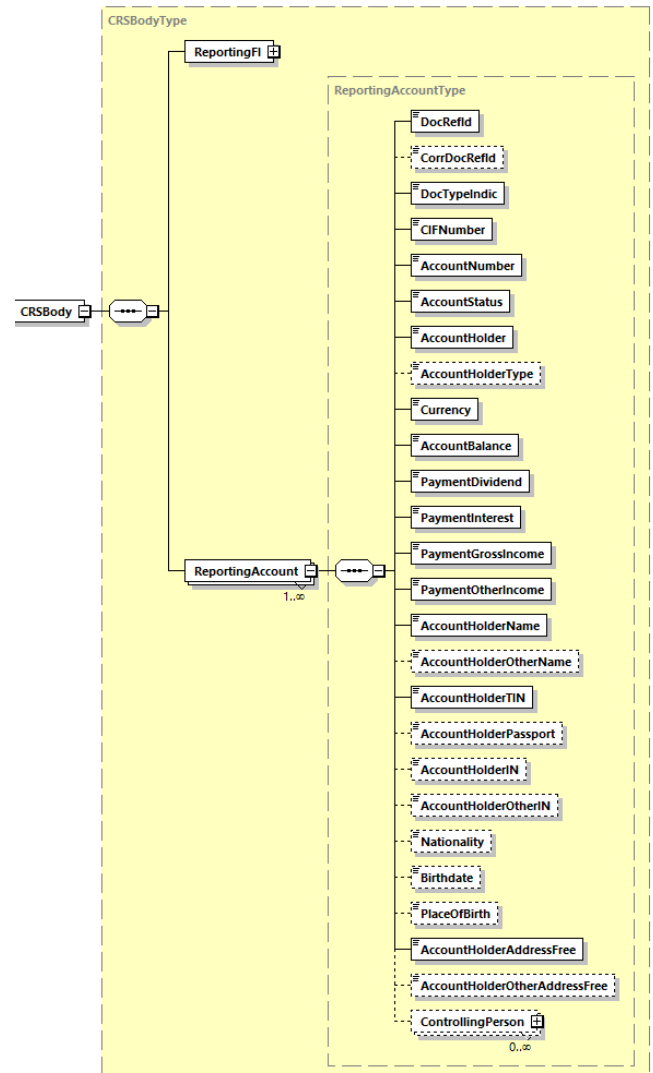 CRSBodyType
ReportingFI
ReportingAccountType
DocRefId
CorrDocRefId
DocTypeIndic
CIFNumber
AccountNumber
AccountStatus
CRSBody
AccountHolder
AccountHolderType
Currency
AccountBalance
PaymentDividend
PaymentInterest
PaymentGrossIncome
ReportingAccount
1..∞
PaymentOtherIncome
AccountHolderName
AccountHolderOtherName
AccountHolderTIN
AccountHolderPassport
AccountHolderIN
AccountHolderOtherIN
Nationality
Birthdate
PlaceOfBirth
AccountHolderAddressFree
AccountHolderOtherAddressFree
ControllingPerson
0..∞